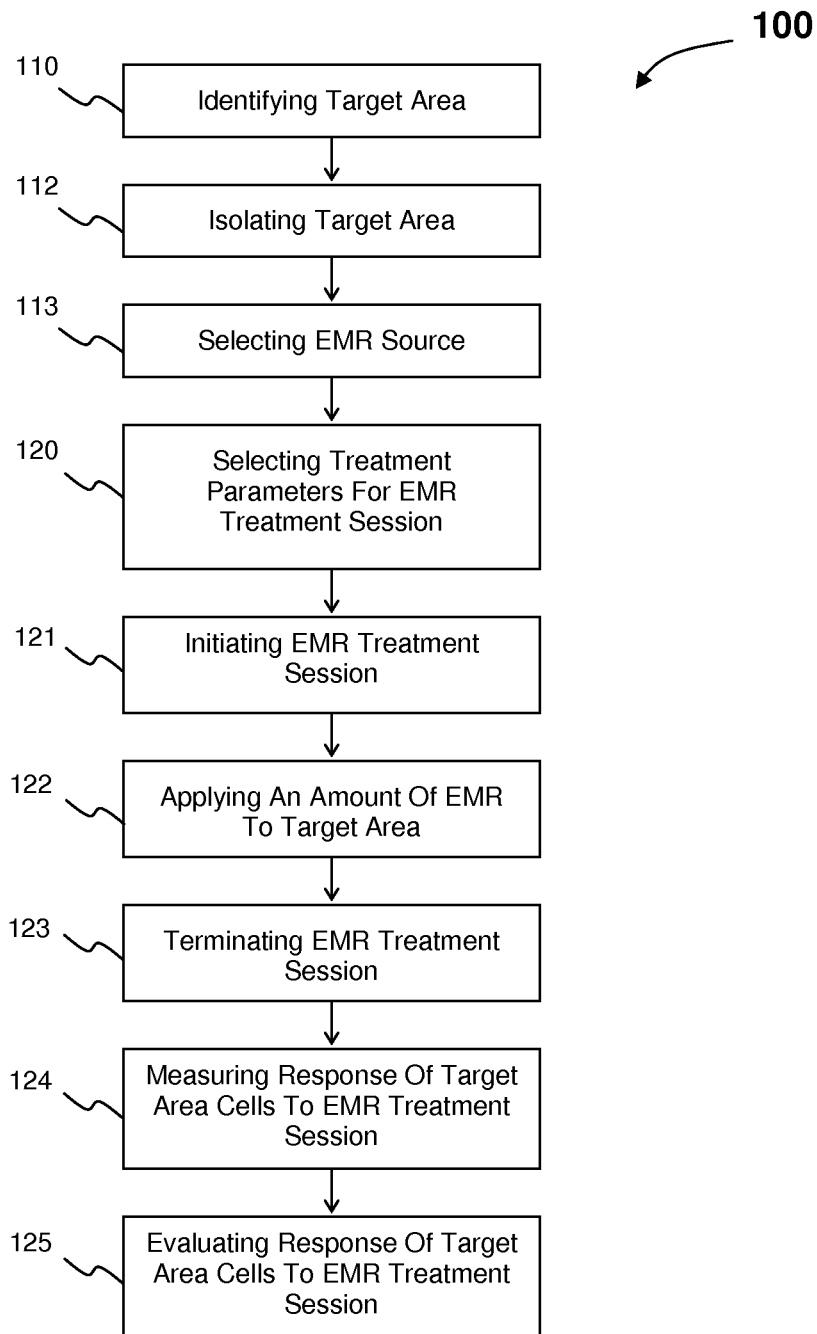 100
110
Identifying Target Area
112
Isolating Target Area
113
Selecting EMR Source
120
Selecting Treatment
Parameters For EMR
Treatment Session
121
Initiating EMR Treatment
Session
122
Applying An Amount Of EMR
To Target Area
123
Terminating EMR Treatment
Session
124
Measuring Response Of Target
Area Cells To EMR Treatment
Session
125
Evaluating Response Of Target
Area Cells To EMR Treatment
Session